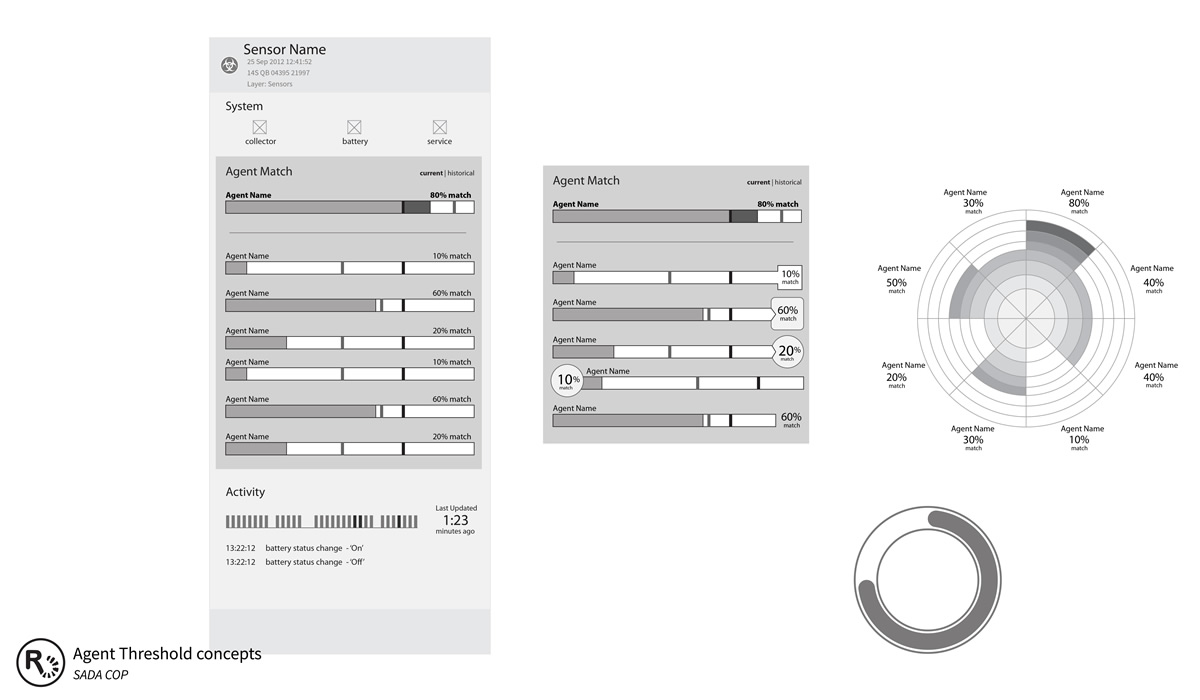 Sensor Name
25 Sep 2012 12:41:52
14S QB 04395 21997
Layer: Sensors
System
collector
battery
service
Agent Match
current | historical
Agent Name
80% match
Agent Name
10% match
Agent Name
60% match
Agent Name
20% match
Agent Name
10% match
Agent Name
60% match
Agent Name
20% match
Activity
Last Updated
1:23
minutes ago
13:22:12 battery status change - 'On'
13:22:12 battery status change - 'Off'
Agent Match
current | historical
Agent Name
80% match
Agent Name
10%
match
Agent Name
60%
match
Agent Name
20%
match
10%
match
Agent Name
Agent Name
60%
match
Agent Name
30%
match
Agent Name
80%
match
Agent Name
50%
match
Agent Name
40%
match
Agent Name
20%
match
Agent Name
40%
match
Agent Name
30%
match
Agent Name
10%
match
R
Agent Threshold concepts
SADA COP